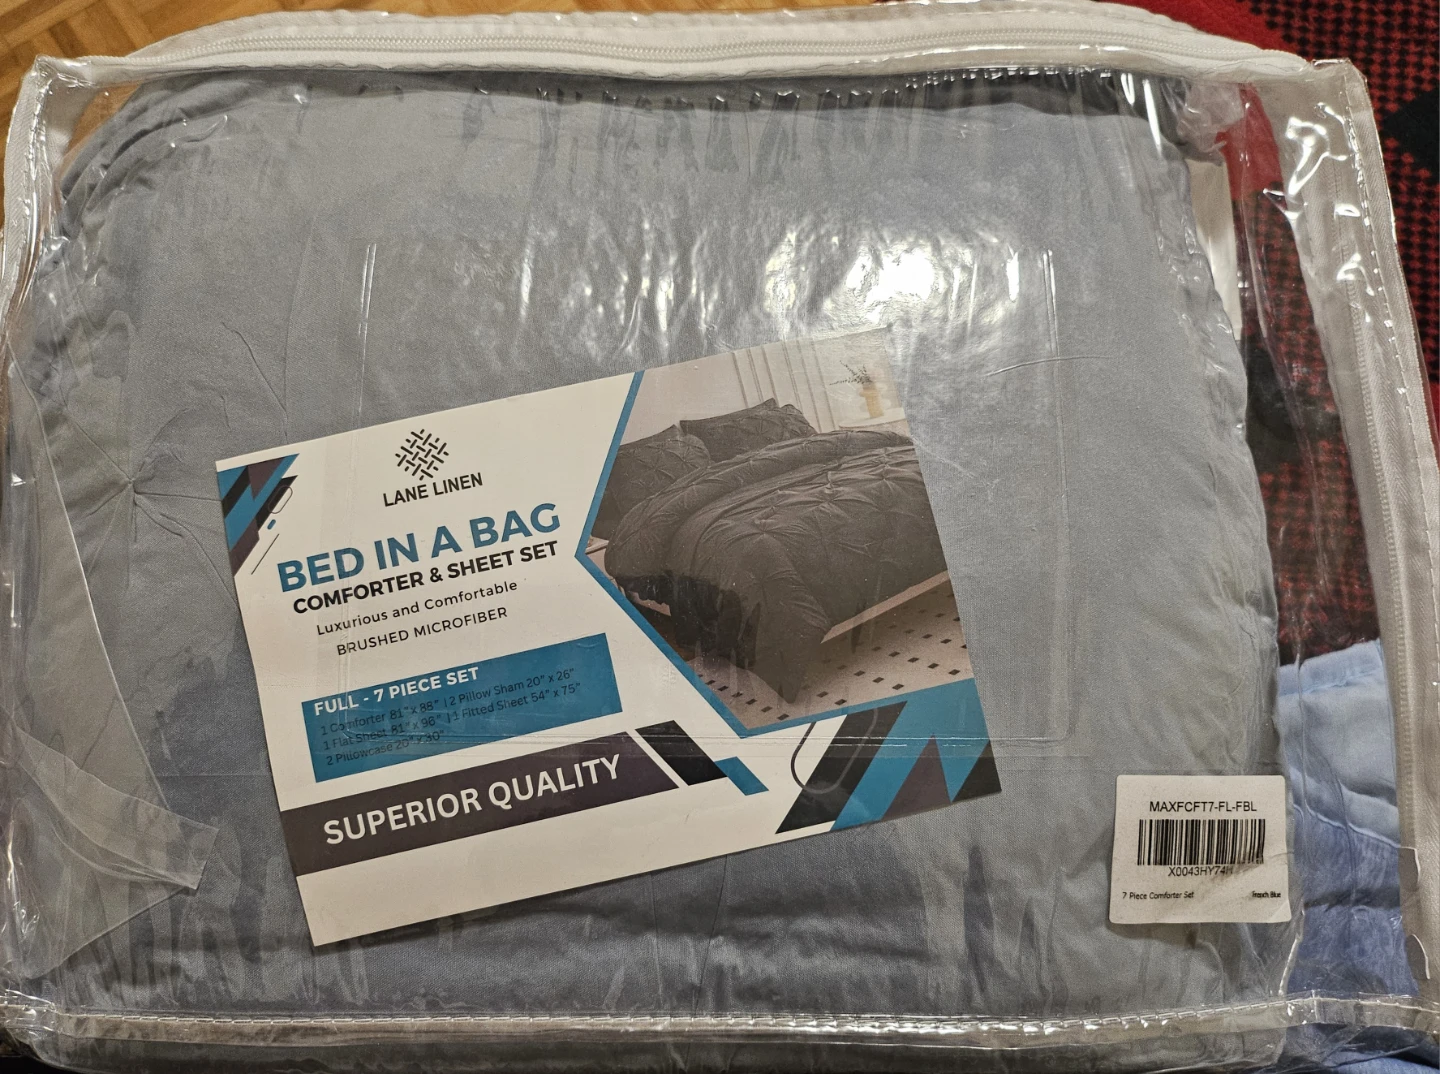 LANE LINEN
BED IN A BAG
COMFORTER & SHEET SET
Luxurious and Comfortable
BRUSHED MICROFIBER
FULL - 7 PIECE SET
1 Comforter 81" x 88" | 2 Pillow Sham 20" x 26"
1 Flat Sheet 81" x 96" | 1 Fitted Sheet 54" x 75"
2 Pillowcase 20" x 30"
SUPERIOR QUALITY
MAXFCFT7-FL-FBL
X0043HY74H
7 Piece Comforter Set French Blue